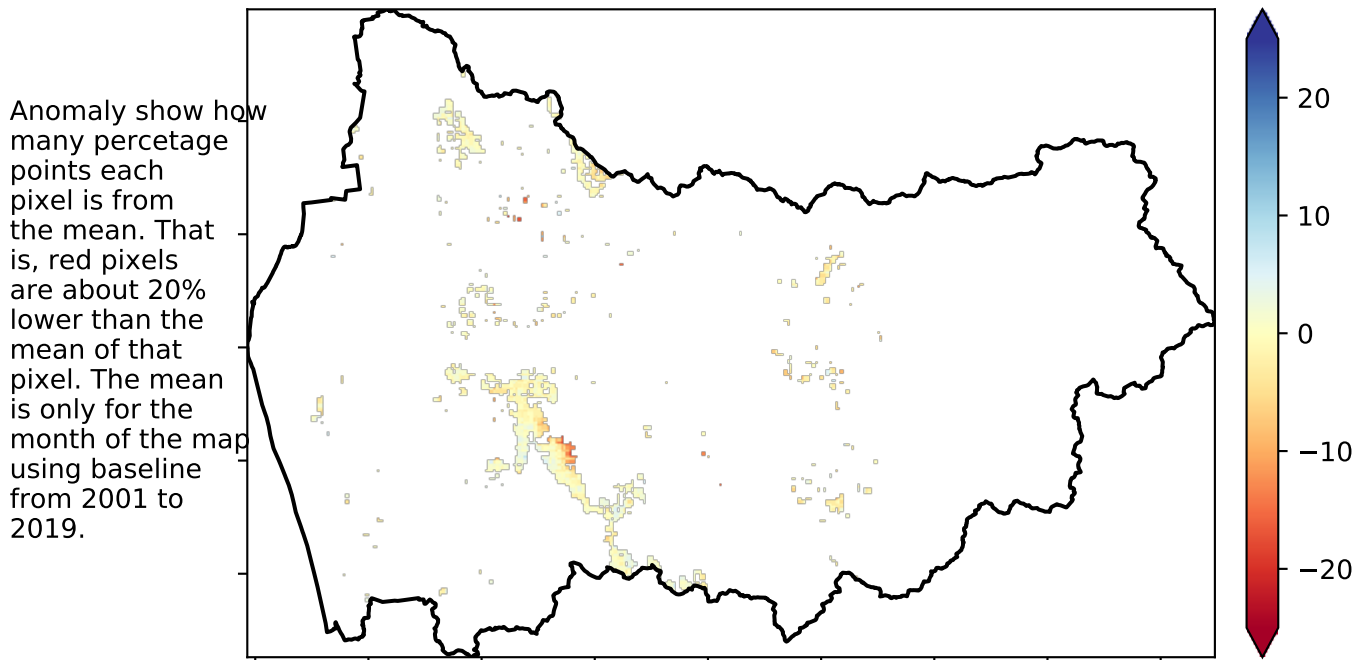 Anomaly show how
many percetage
points each
pixel is from
the mean. That
is, red pixels
are about 20%
lower than the
mean of that
pixel. The mean
is only for the
month of the map
using baseline
from 2001 to
2019.
20
10
0
−10
−20